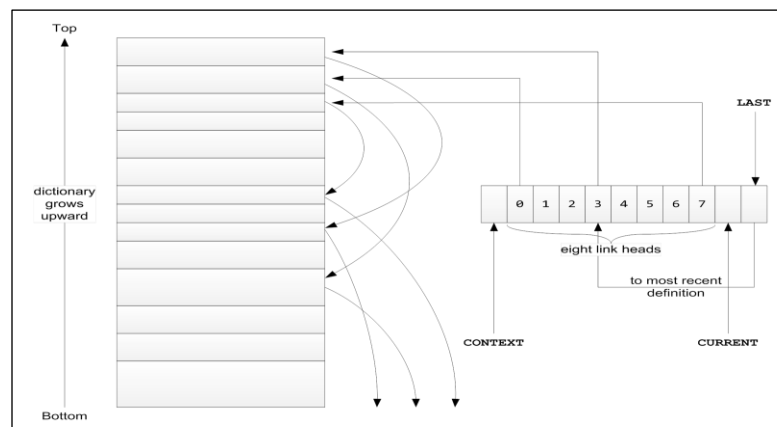 Top
LAST
0 1 2 3 4 5 6 7
dictionary
grows
upward
eight link heads
to most recent
definition
CONTEXT
CURRENT
Bottom